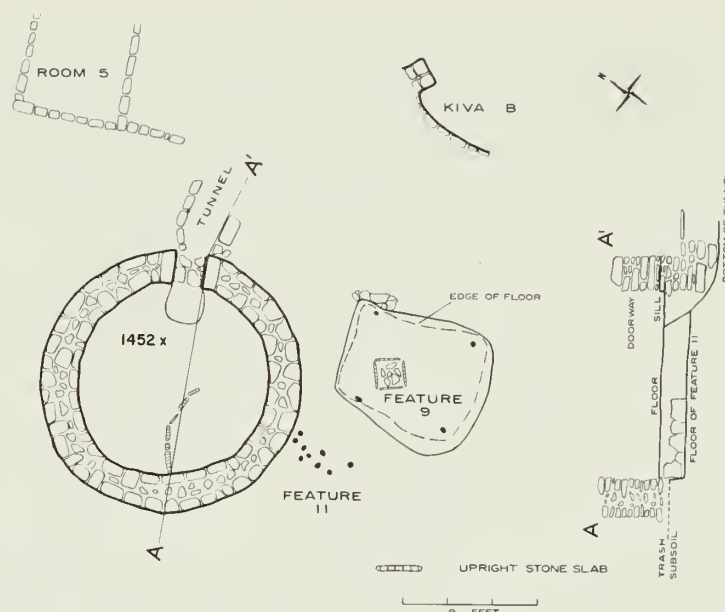 ROOM 5
KIVA B
N
TUNNEL
A'
1452 x
EDGE OF FLOOR
FEATURE
9
FEATURE
11
A
A'
DOORWAY
SILL
FLOOR
FLOOR OF FEATURE 11
A
TRASH
SUBSOIL
UPRIGHT STONE SLAB
FEET